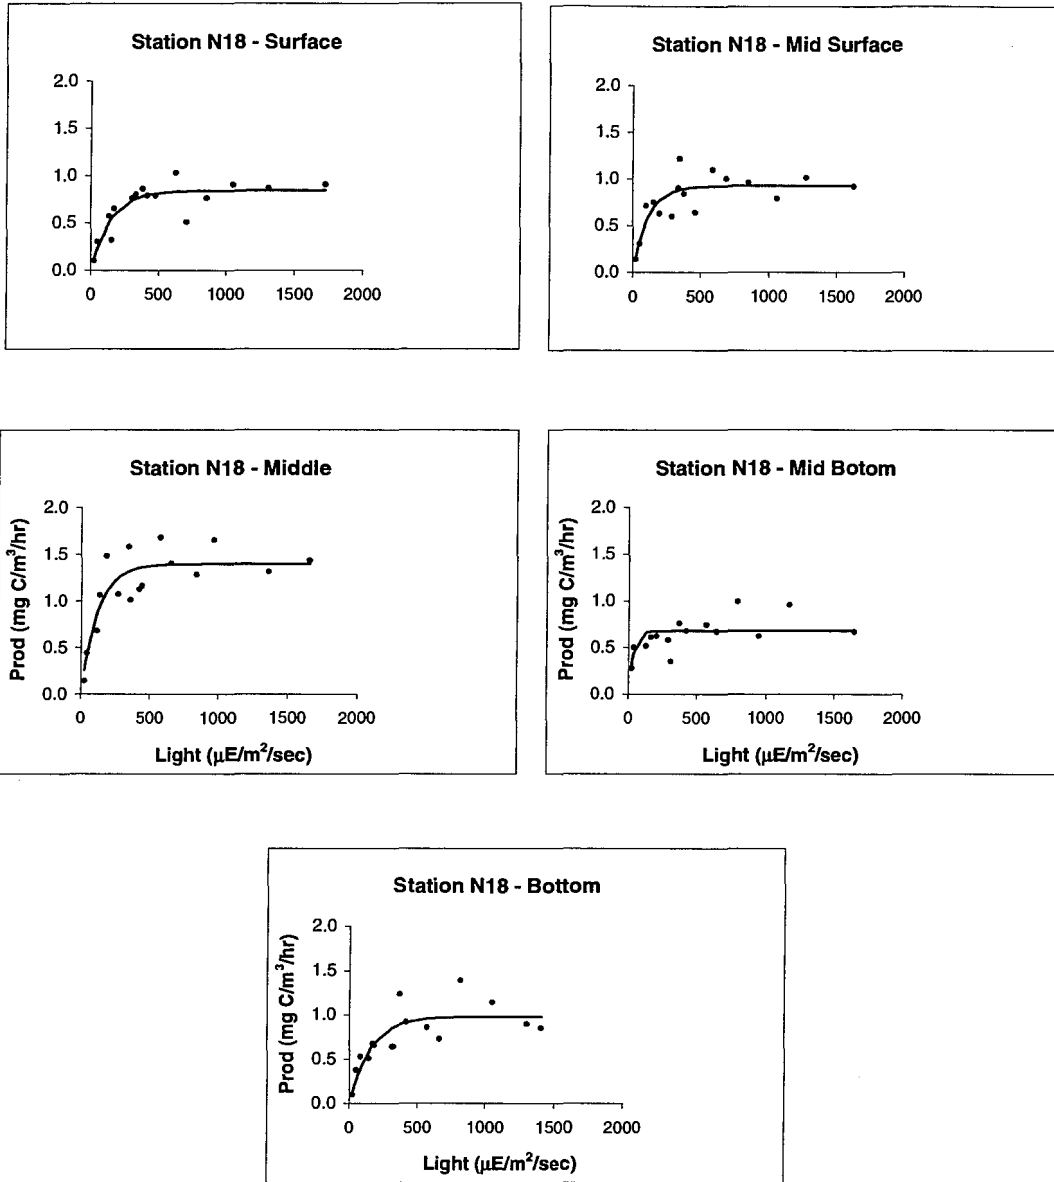 Station N18 - Surface
2.0
1.5
1.0
0.5
0.0
0 500 1000 1500 2000
Station N18 - Mid Surface
2.0
1.5
1.0
0.5
0.0
0 500 1000 1500 2000
Station N18 - Middle
Prod (mg C/m³/hr)
2.0
1.5
1.0
0.5
0.0
0 500 1000 1500 2000
Light (µE/m²/sec)
Station N18 - Mid Botom
Prod (mg C/m³/hr)
2.0
1.5
1.0
0.5
0.0
0 500 1000 1500 2000
Light (µE/m²/sec)
Station N18 - Bottom
Prod (mg C/m³/hr)
2.0
1.5
1.0
0.5
0.0
0 500 1000 1500 2000
Light (µE/m²/sec)